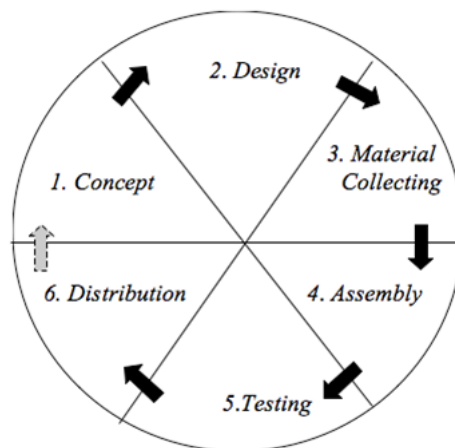 2. Design
3. Material
Collecting
1. Concept
6. Distribution
4. Assembly
5.Testing